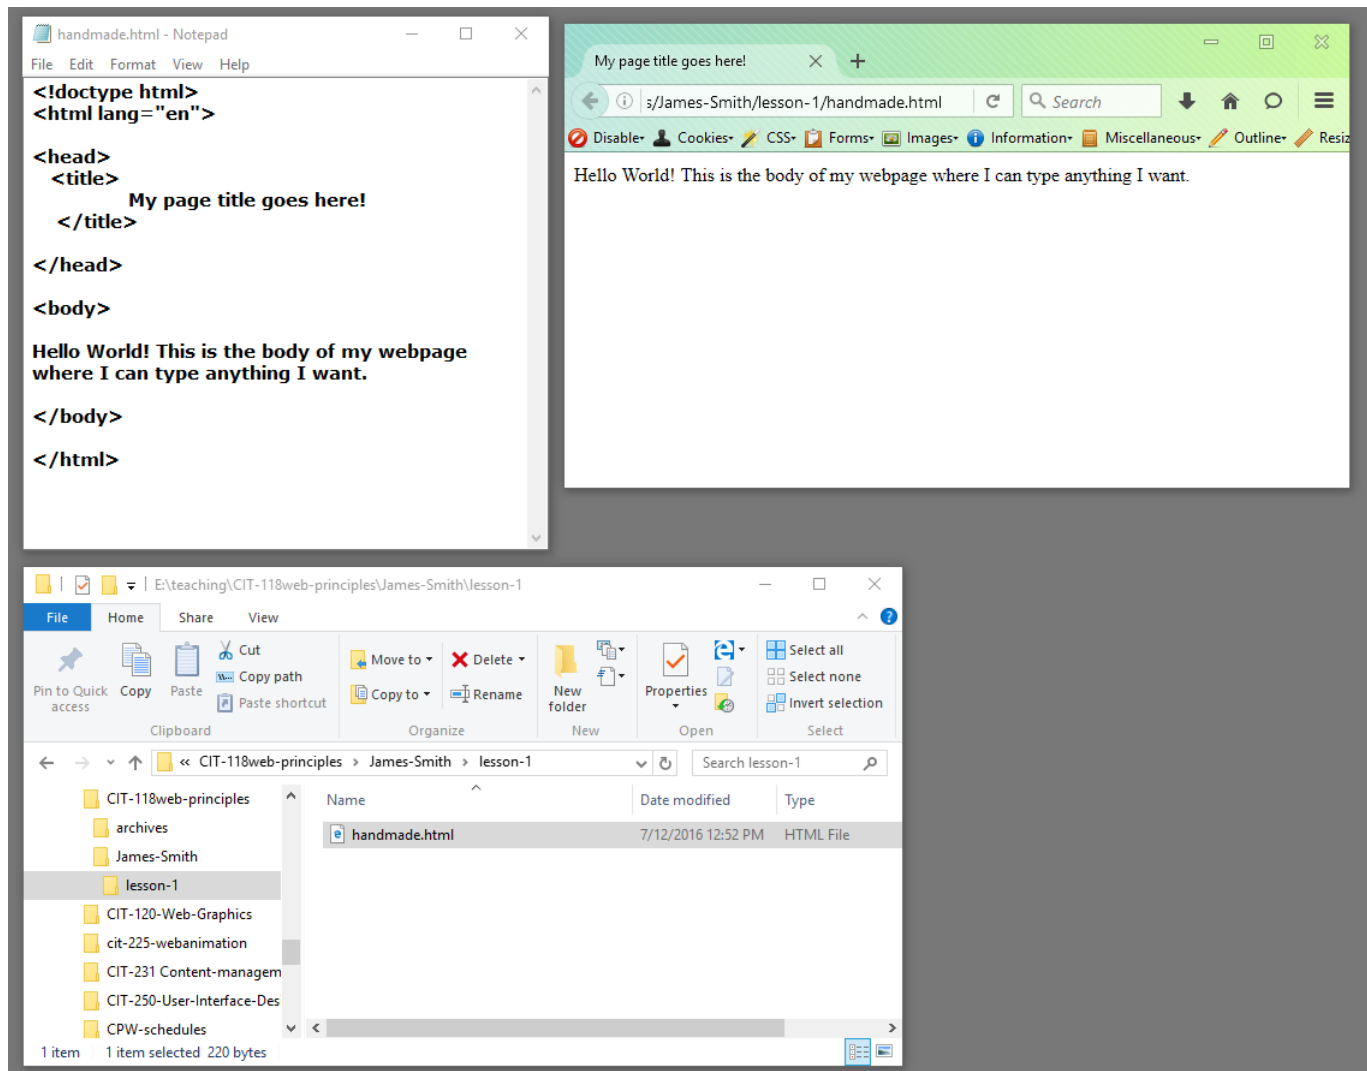 handmade.html - Notepad
File Edit Format View Help
<!doctype html>
<html lang="en">
<head>
<title>
My page title goes here!
</title>
</head>
<body>
Hello World! This is the body of my webpage
where I can type anything I want.
</body>
</html>
My page title goes here!
s/James-Smith/lesson-1/handmade.html Search
Disable Cookies CSS Forms Images Information Miscellaneous Outline Resiz
Hello World! This is the body of my webpage where I can type anything I want.
E:\teaching\CIT-118web-principles\James-Smith\lesson-1
File Home Share View
Pin to Quick access
Copy
Paste
Cut
Copy path
Paste shortcut
Clipboard
Move to
Copy to
Delete
Rename
Organize
New folder
New
Properties
Open
Select all
Select none
Invert selection
Select
« CIT-118web-principles > James-Smith > lesson-1
Search lesson-1
CIT-118web-principles
archives
James-Smith
lesson-1
CIT-120-Web-Graphics
cit-225-webanimation
CIT-231 Content-managem
CIT-250-User-Interface-Des
CPW-schedules
Name Date modified Type
handmade.html 7/12/2016 12:52 PM HTML File
1 item 1 item selected 220 bytes